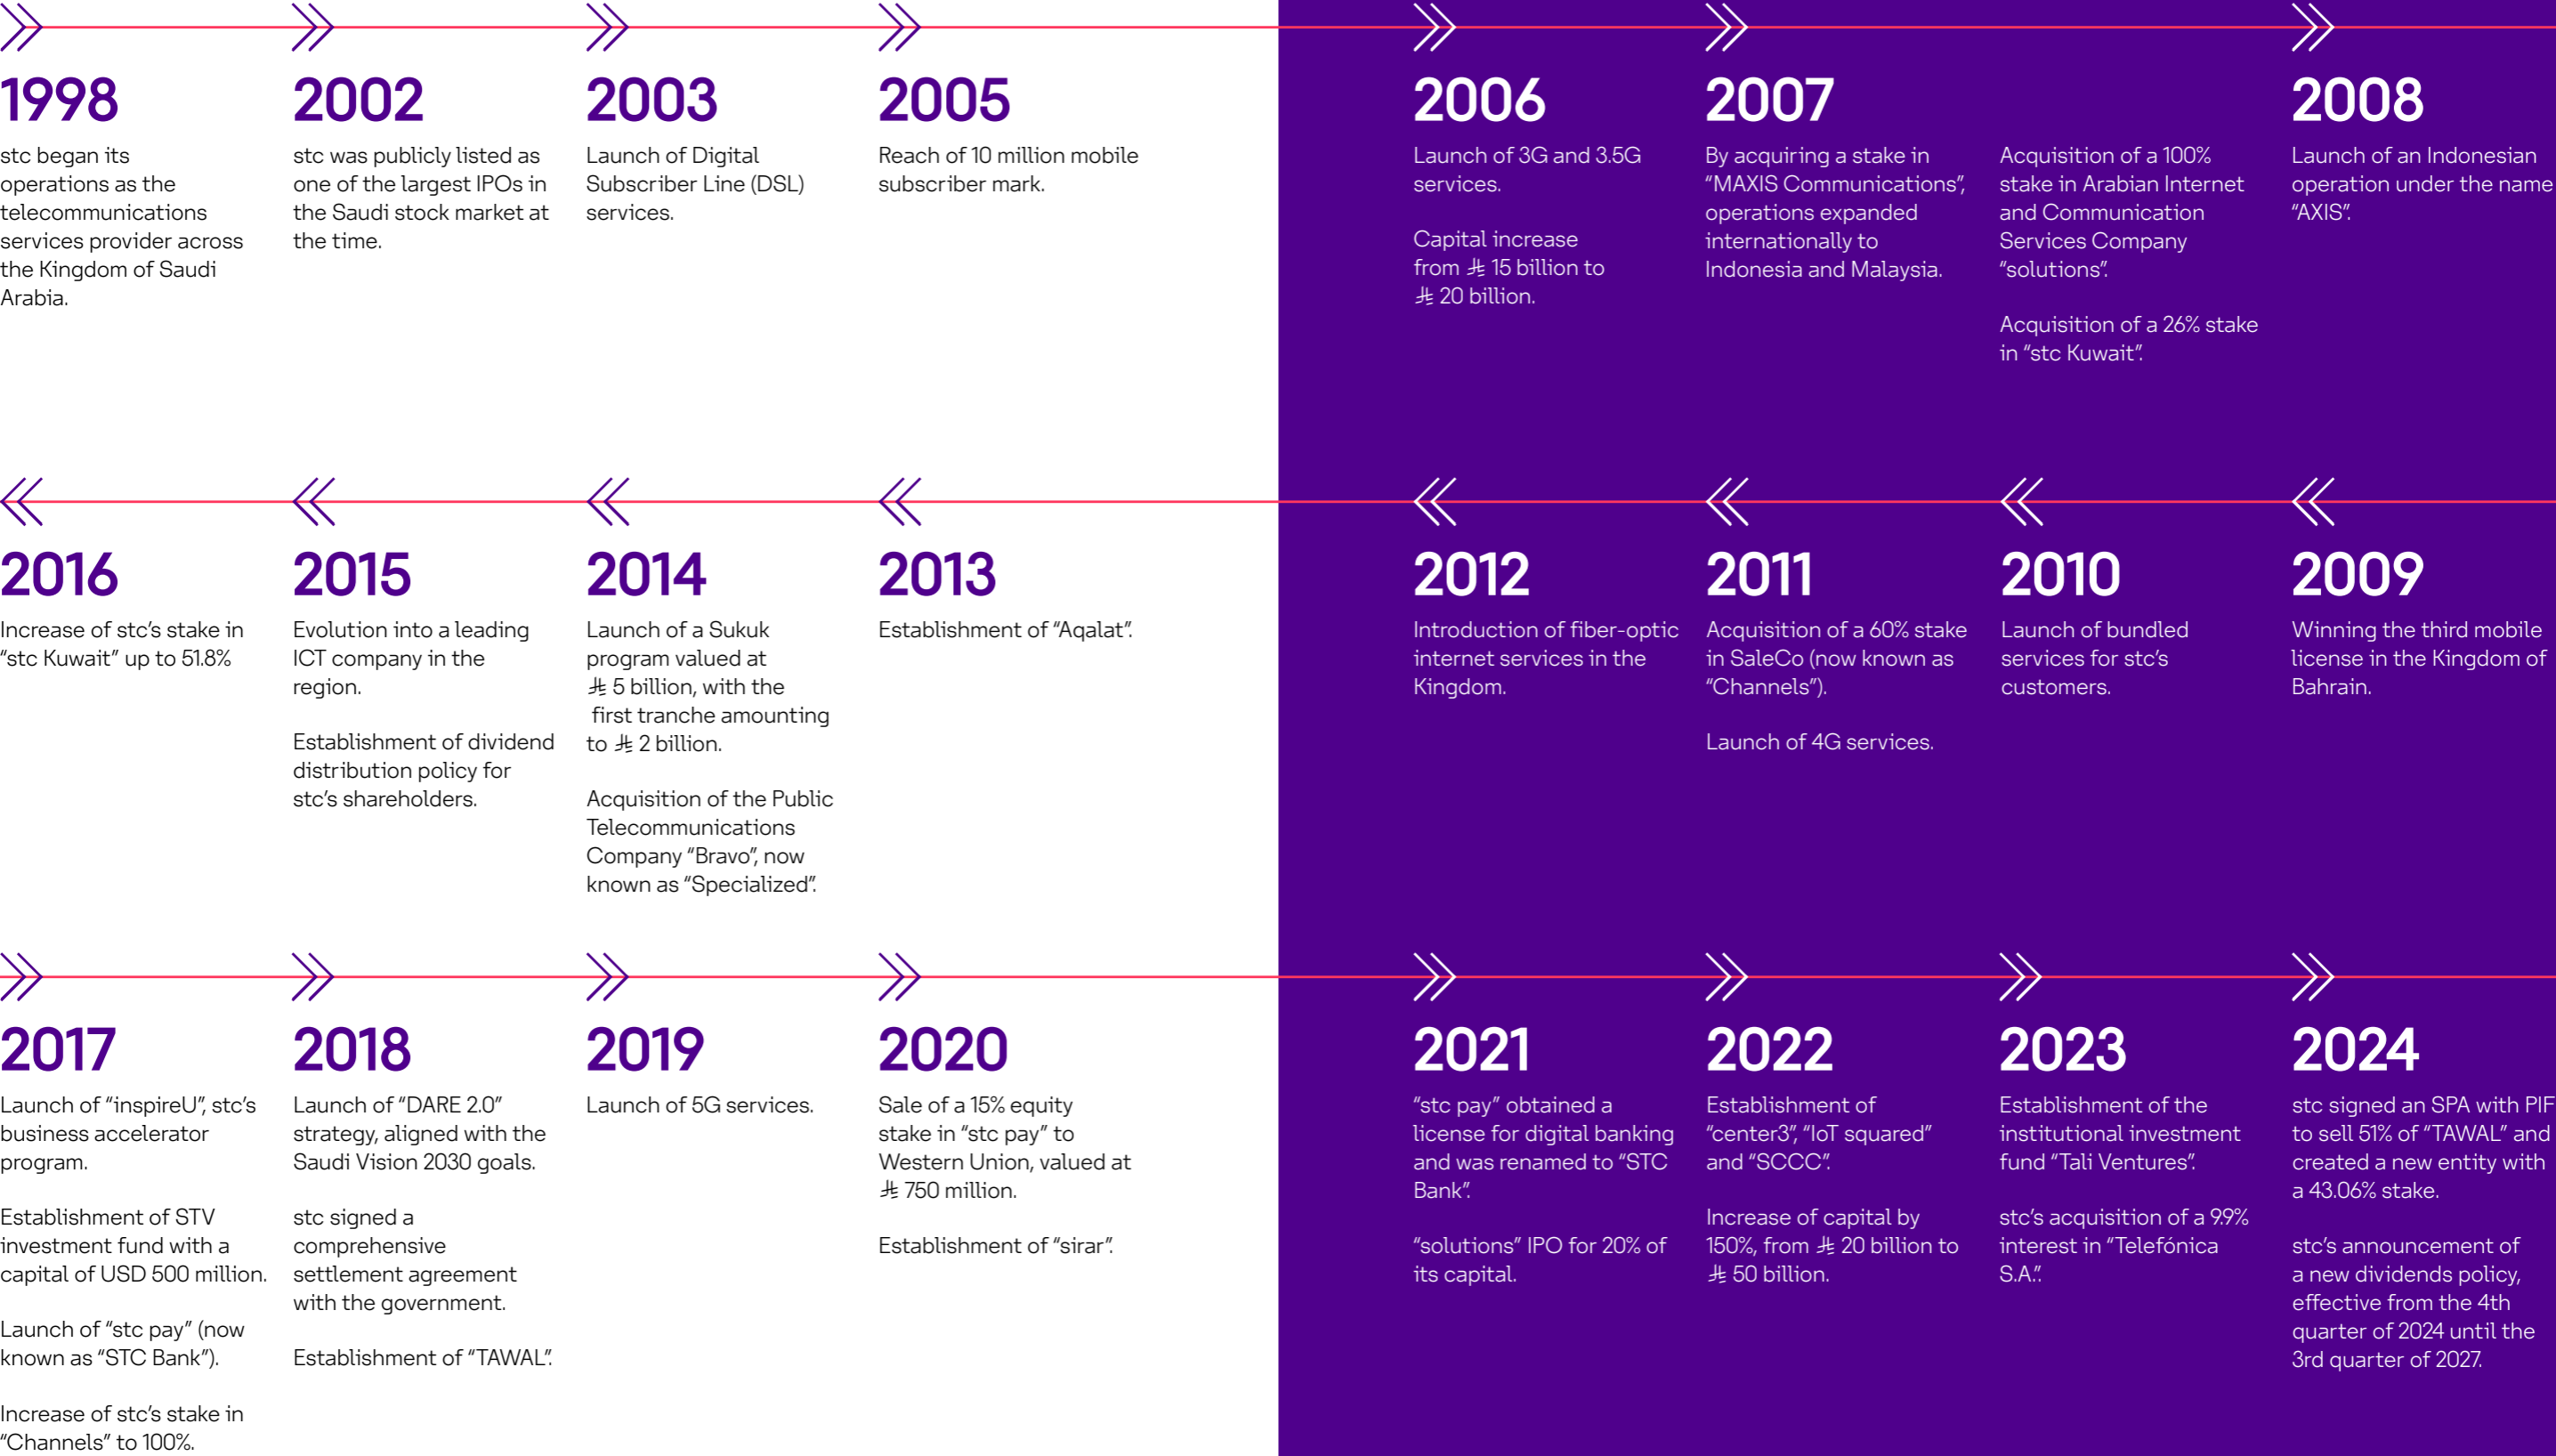 1998
stc began its
operations as the
telecommunications
services provider across
the Kingdom of Saudi
Arabia.
2002
stc was publicly listed as
one of the largest IPOs in
the Saudi stock market at
the time.
2003
Launch of Digital
Subscriber Line (DSL)
services.
2005
Reach of 10 million mobile
subscriber mark.
2006
Launch of 3G and 3.5G
services.
Capital increase
from ⃁ 15 billion to
⃁ 20 billion.
2007
By acquiring a stake in
“MAXIS Communications”,
operations expanded
internationally to
Indonesia and Malaysia.
Acquisition of a 100%
stake in Arabian Internet
and Communication
Services Company
“solutions”.
Acquisition of a 26% stake
in “stc Kuwait”.
2008
Launch of an Indonesian
operation under the name
“AXIS”.
2009
Winning the third mobile
license in the Kingdom of
Bahrain.
2010
Launch of bundled
services for stc’s
customers.
2011
Acquisition of a 60% stake
in SaleCo (now known as
“Channels”).
Launch of 4G services.
2012
Introduction of fiber-optic
internet services in the
Kingdom.
2013
Establishment of “Aqalat”.
2014
Launch of a Sukuk
program valued at
⃁ 5 billion, with the
first tranche amounting
to ⃁ 2 billion.
Acquisition of the Public
Telecommunications
Company “Bravo”, now
known as “Specialized”.
2015
Evolution into a leading
ICT company in the
region.
Establishment of dividend
distribution policy for
stc’s shareholders.
2016
Increase of stc’s stake in
“stc Kuwait” up to 51.8%
2017
Launch of “inspireU”, stc’s
business accelerator
program.
Establishment of STV
investment fund with a
capital of USD 500 million.
Launch of “stc pay” (now
known as “STC Bank”).
Increase of stc’s stake in
“Channels” to 100%.
2018
Launch of “DARE 2.0”
strategy, aligned with the
Saudi Vision 2030 goals.
stc signed a
comprehensive
settlement agreement
with the government.
Establishment of “TAWAL”.
2019
Launch of 5G services.
2020
Sale of a 15% equity
stake in “stc pay” to
Western Union, valued at
⃁ 750 million.
Establishment of “sirar”.
2021
“stc pay” obtained a
license for digital banking
and was renamed to “STC
Bank”.
“solutions” IPO for 20% of
its capital.
2022
Establishment of
“center3”, “IoT squared”
and “SCCC”.
Increase of capital by
150%, from ⃁ 20 billion to
⃁ 50 billion.
2023
Establishment of the
institutional investment
fund “Tali Ventures”.
stc’s acquisition of a 9.9%
interest in “Telefónica
S.A.”.
2024
stc signed an SPA with PIF
to sell 51% of “TAWAL” and
created a new entity with
a 43.06% stake.
stc’s announcement of
a new dividends policy,
effective from the 4th
quarter of 2024 until the
3rd quarter of 2027.